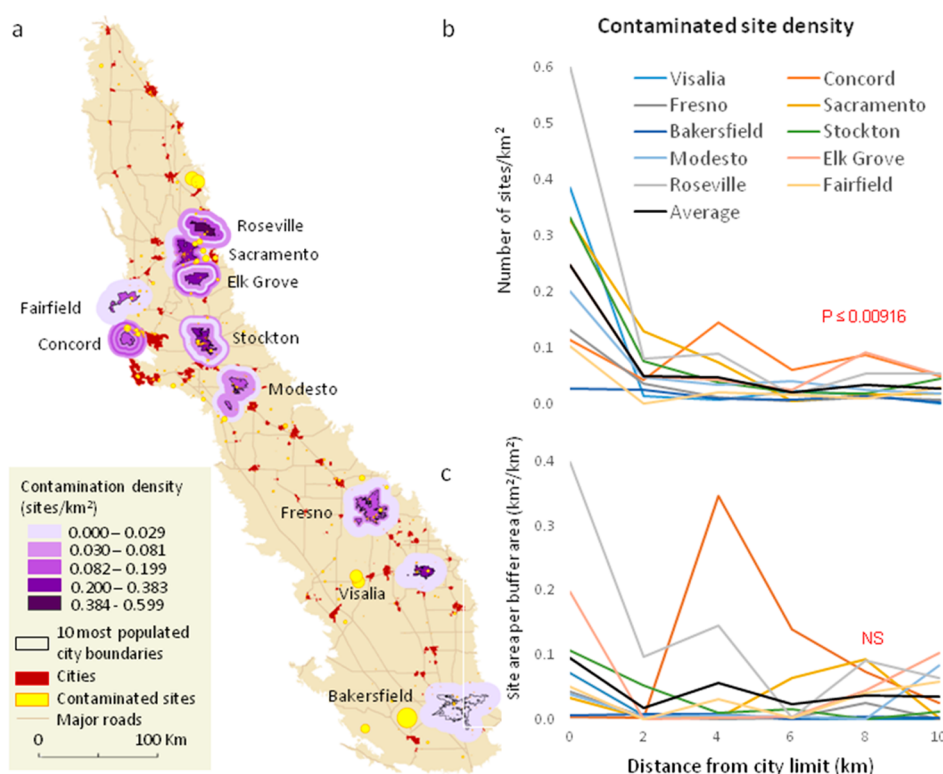 a
Roseville
Sacramento
Elk Grove
Fairfield
Concord
Stockton
Modesto
Fresno
Visalia
Bakersfield
Contamination density
(sites/km²)
0.000 – 0.029
0.030 – 0.081
0.082 – 0.199
0.200 – 0.383
0.384 - 0.599
10 most populated
city boundaries
Cities
Contaminated sites
Major roads
0 100 Km
b
Contaminated site density
Number of sites/km²
0.6
0.5
0.4
0.3
0.2
0.1
0.0
Visalia Concord
Fresno Sacramento
Bakersfield Stockton
Modesto Elk Grove
Roseville Fairfield
Average
P ≤ 0.00916
c
Site area per buffer area (km²/km²)
0.4
0.3
0.2
0.1
0.0
NS
0 2 4 6 8 10
Distance from city limit (km)